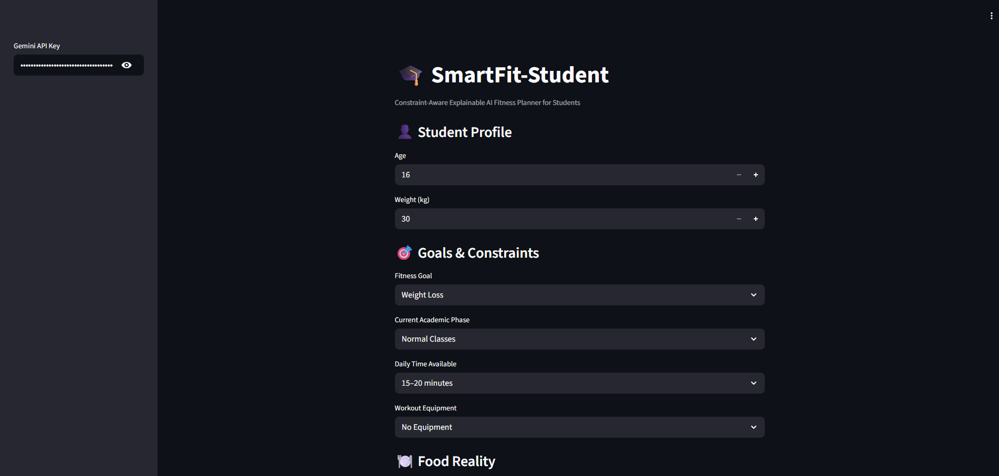 Gemini API Key
SmartFit-Student
Constraint-Aware Explainable AI Fitness Planner for Students
Student Profile
Age
16
Weight (kg)
30
Goals & Constraints
Fitness Goal
Weight Loss
Current Academic Phase
Normal Classes
Daily Time Available
15–20 minutes
Workout Equipment
No Equipment
Food Reality